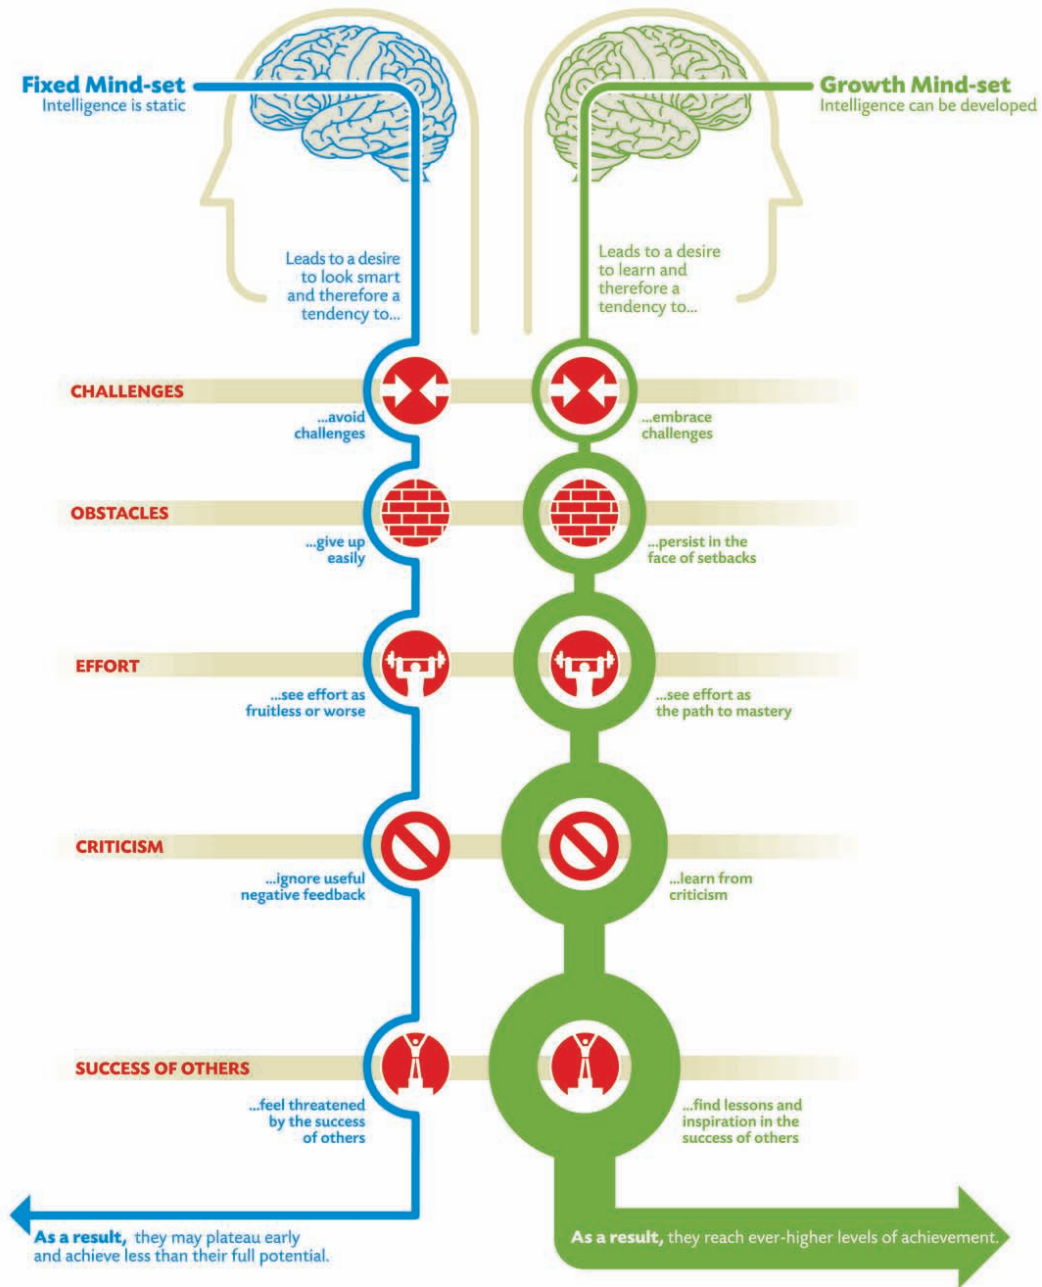 Fixed Mind-set
Intelligence is static
Growth Mind-set
Intelligence can be developed
Leads to a desire
to look smart
and therefore a
tendency to...
Leads to a desire
to learn and
therefore a
tendency to...
CHALLENGES
...avoid
challenges
...embrace
challenges
OBSTACLES
...give up
easily
...persist in the
face of setbacks
EFFORT
...see effort as
fruitless or worse
...see effort as
the path to mastery
CRITICISM
...ignore useful
negative feedback
...learn from
criticism
SUCCESS OF OTHERS
...feel threatened
by the success
of others
...find lessons and
inspiration in the
success of others
As a result, they may plateau early
and achieve less than their full potential.
As a result, they reach ever-higher levels of achievement.